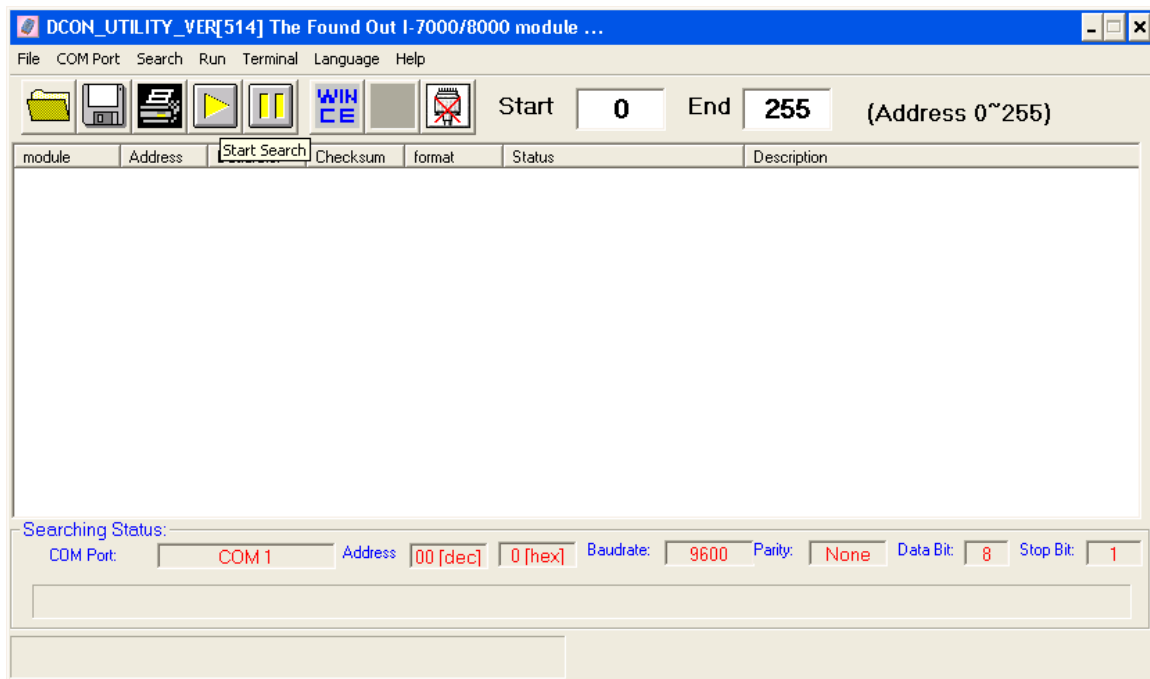 DCON_UTILITY_VER[514] The Found Out I-7000/8000 module ...
File COM Port Search Run Terminal Language Help
WIN CE Start 0 End 255 (Address 0~255)
Start Search
module Address Checksum format Status Description
Searching Status:
COM Port: COM 1 Address 00 [dec] 0 [hex] Baudrate: 9600 Parity: None Data Bit: 8 Stop Bit: 1